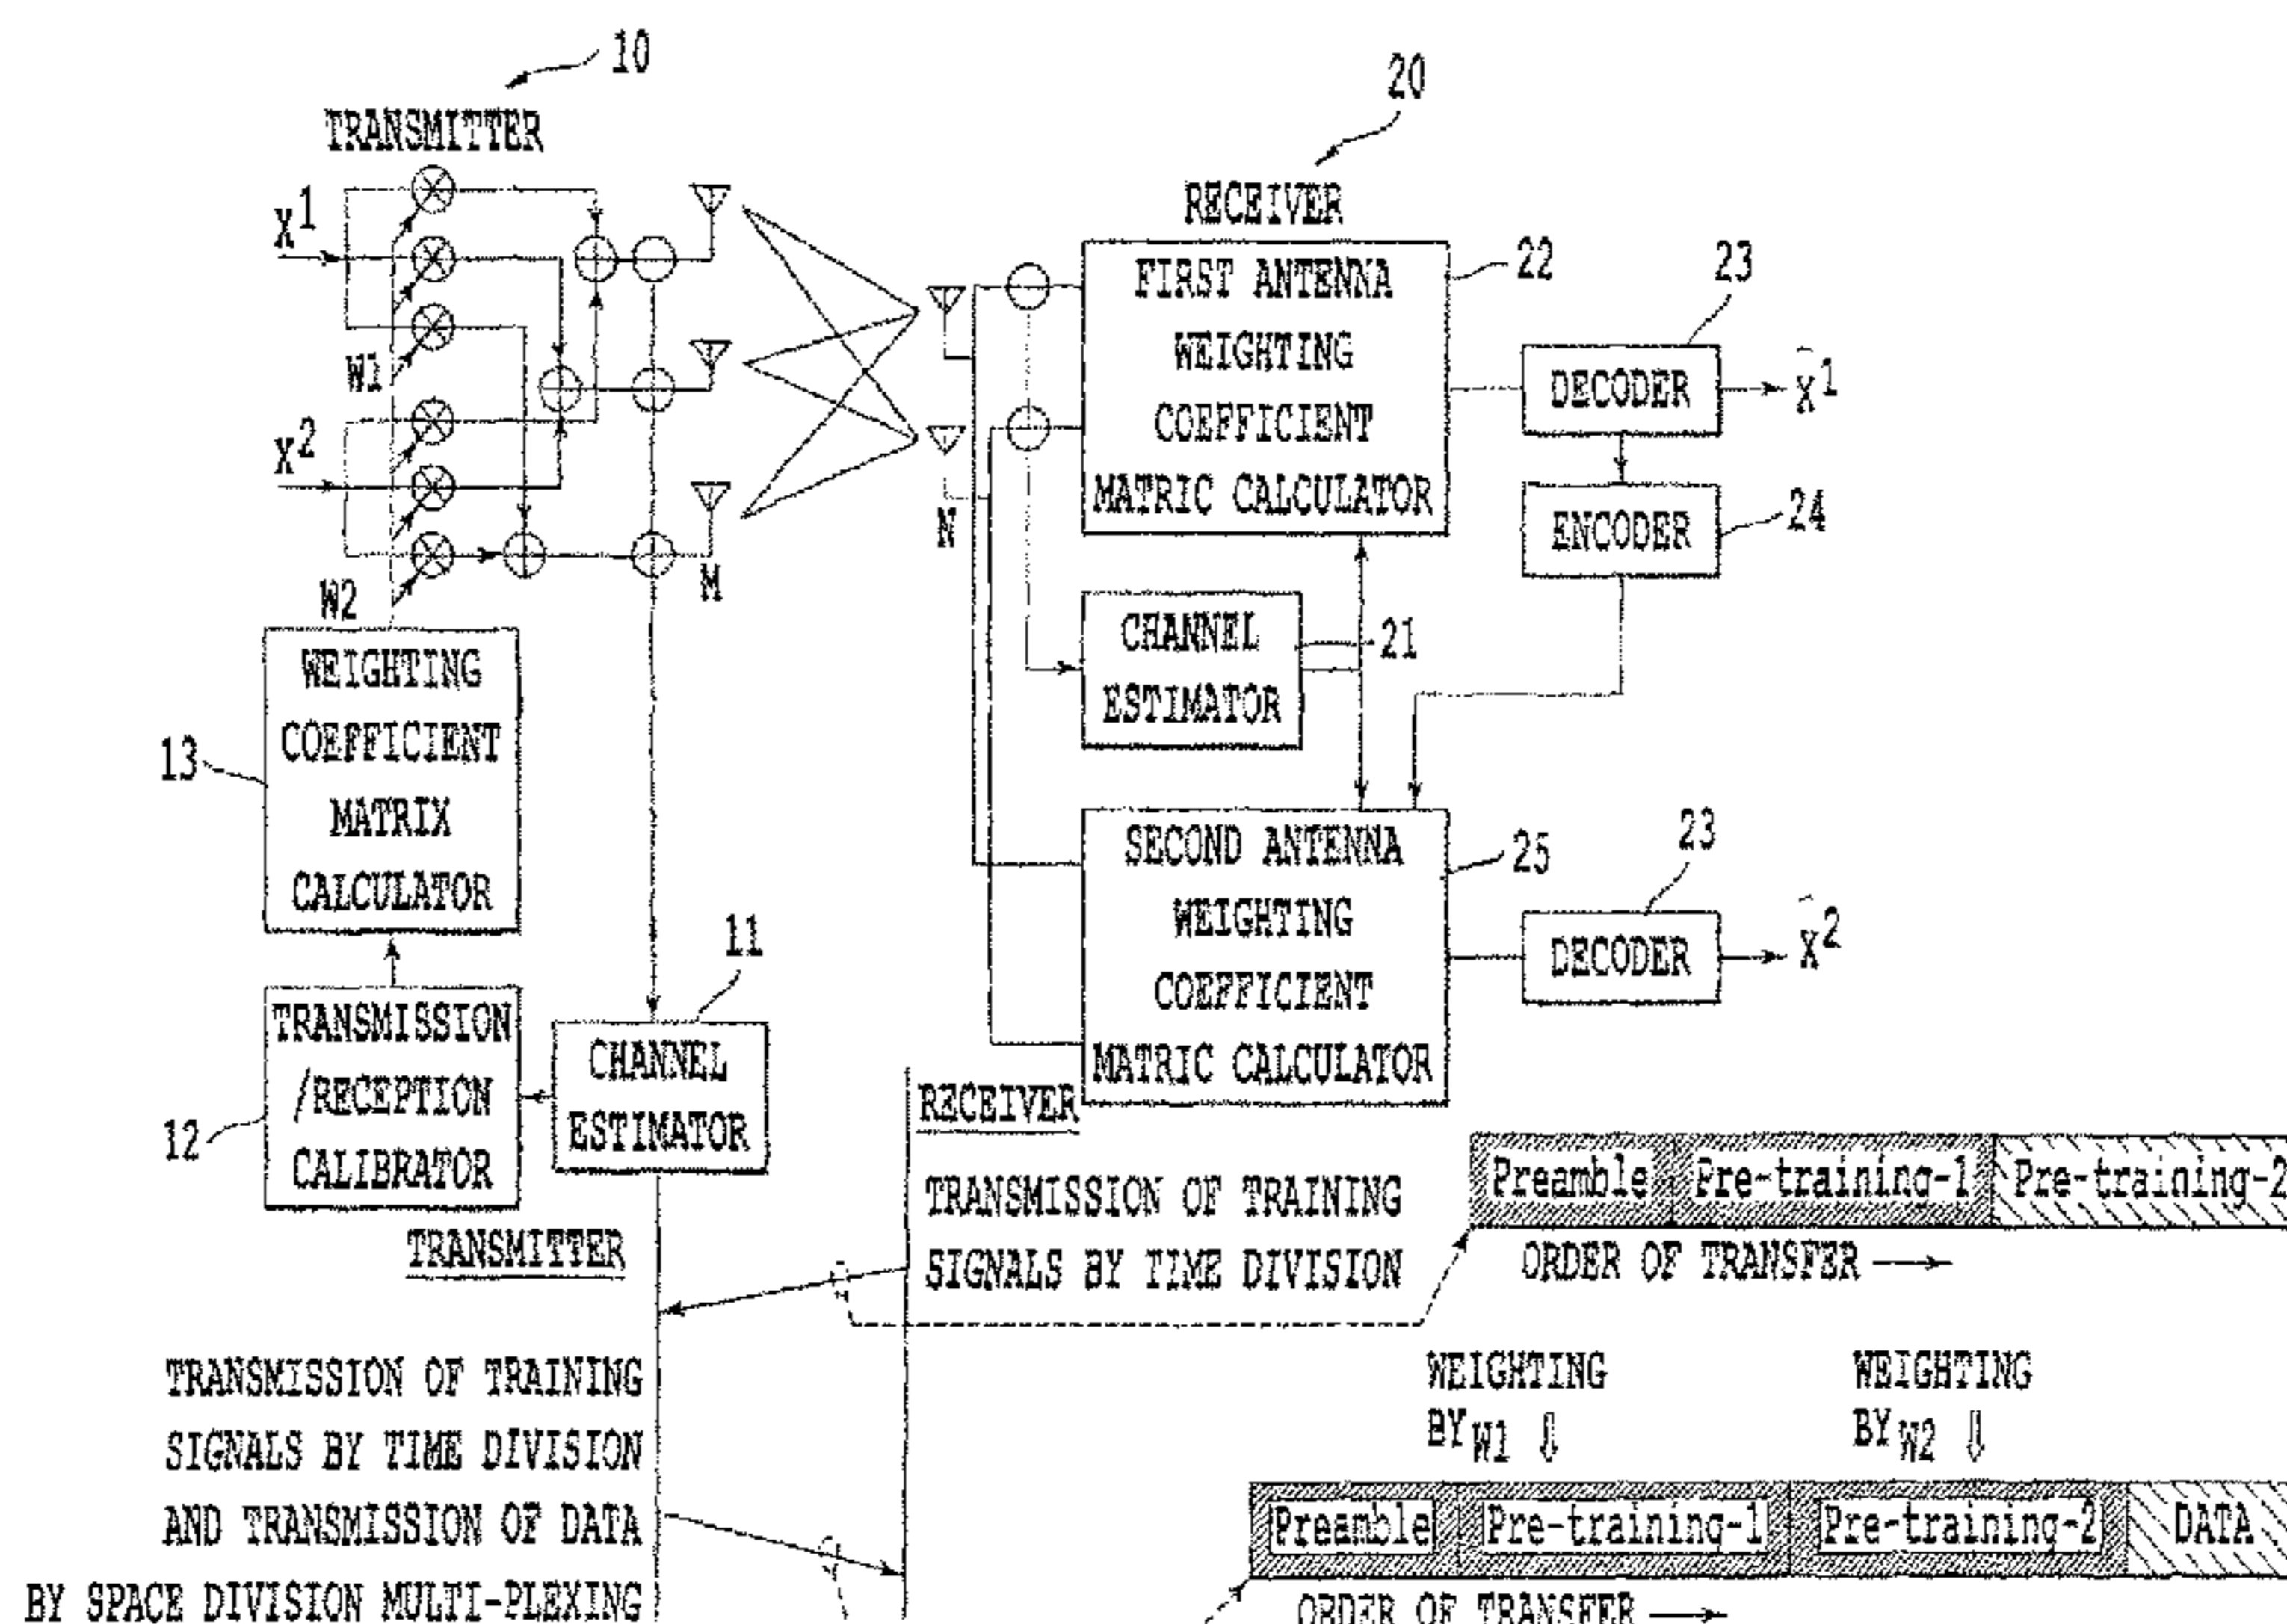 10
TRANSMITTER
X1
W1
X2
W2
M
WEIGHTING
COEFFICIENT
MATRIX
CALCULATOR
13
TRANSMISSION
/RECEPTION
CALIBRATOR
12
11
CHANNEL
ESTIMATOR
20
RECEIVER
N
FIRST ANTENNA
WEIGHTING
COEFFICIENT
MATRIC CALCULATOR
22
23
DECODER
X̂1
ENCODER
24
CHANNEL
ESTIMATOR
21
SECOND ANTENNA
WEIGHTING
COEFFICIENT
MATRIC CALCULATOR
25
23
DECODER
X̂2
TRANSMITTER
RECEIVER
TRANSMISSION OF TRAINING
SIGNALS BY TIME DIVISION
Preamble Pre-training-1 Pre-training-2
ORDER OF TRANSFER
TRANSMISSION OF TRAINING
SIGNALS BY TIME DIVISION
AND TRANSMISSION OF DATA
BY SPACE DIVISION MULTI-PLEXING
WEIGHTING
BY W1
WEIGHTING
BY W2
Preamble Pre-training-1 Pre-training-2 DATA
ORDER OF TRANSFER